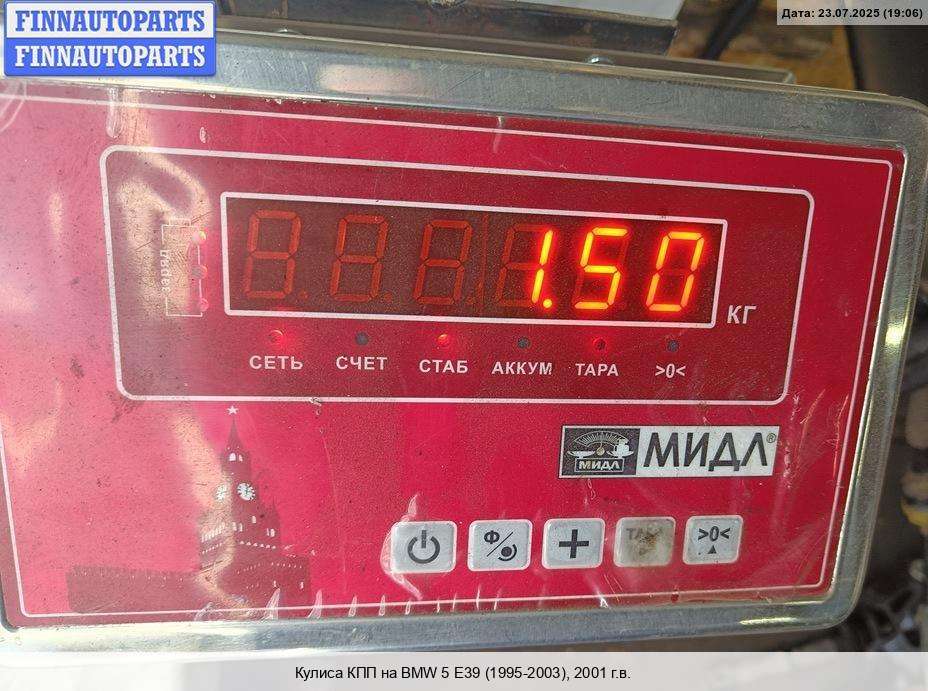 FINNAUTOPARTS
FINNAUTOPARTS
Дата: 23.07.2025 (19:06)
ЗАРЯД
1.50
КГ
СЕТЬ СЧЕТ СТАБ АККУМ ТАРА >0<
МИДЛ МИДЛ®
Ф/ + >0<
Кулиса КПП на BMW 5 E39 (1995-2003), 2001 г.в.